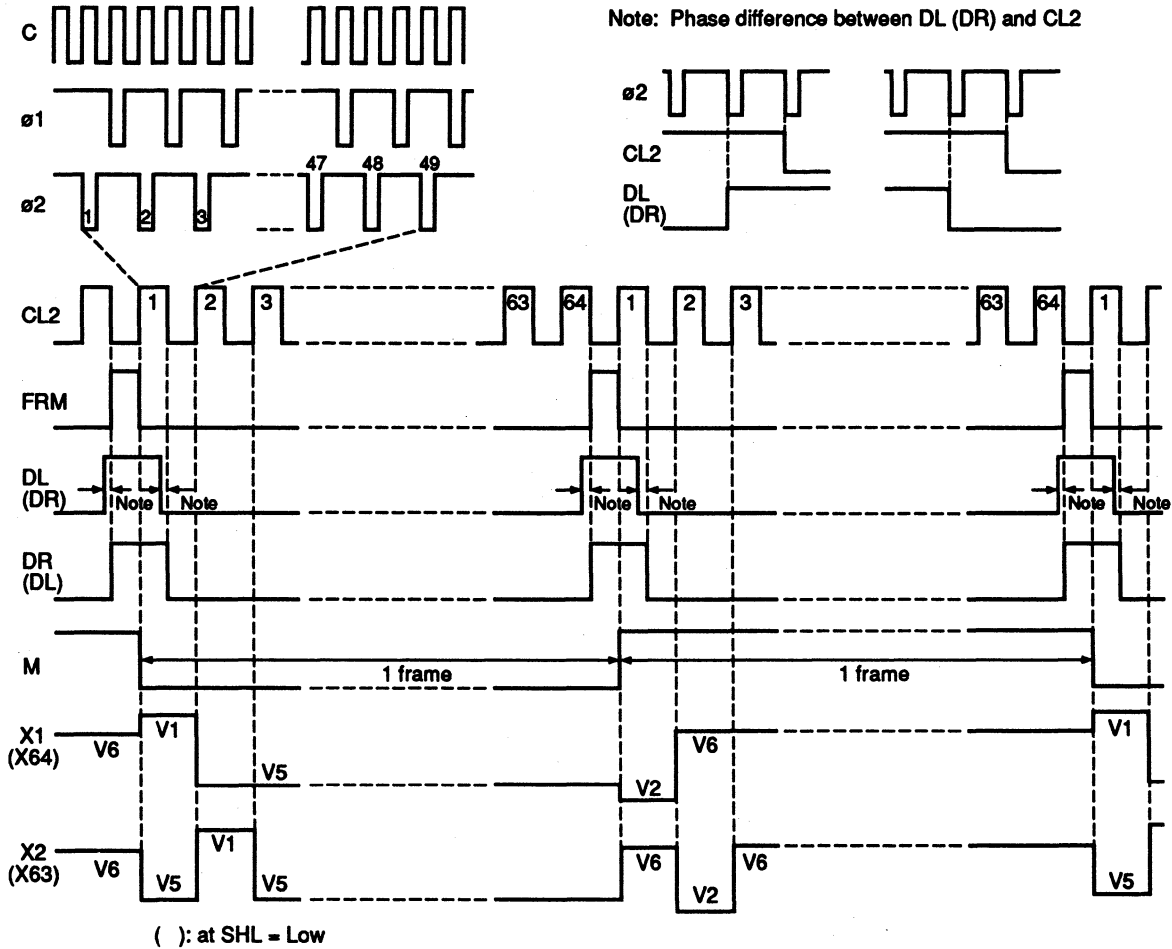 Note: Phase difference between DL (DR) and CL2
C
ø1
ø2
1 2 3 47 48 49
ø2
CL2
DL
(DR)
CL2
1 2 3 63 64 1 2 3 63 64 1
FRM
DL
(DR)
Note Note Note Note Note Note
DR
(DL)
M
1 frame 1 frame
X1
(X64)
V6 V1 V5 V2 V6 V1
X2
(X63)
V6 V5 V1 V5 V6 V2 V6 V5
( ): at SHL = Low